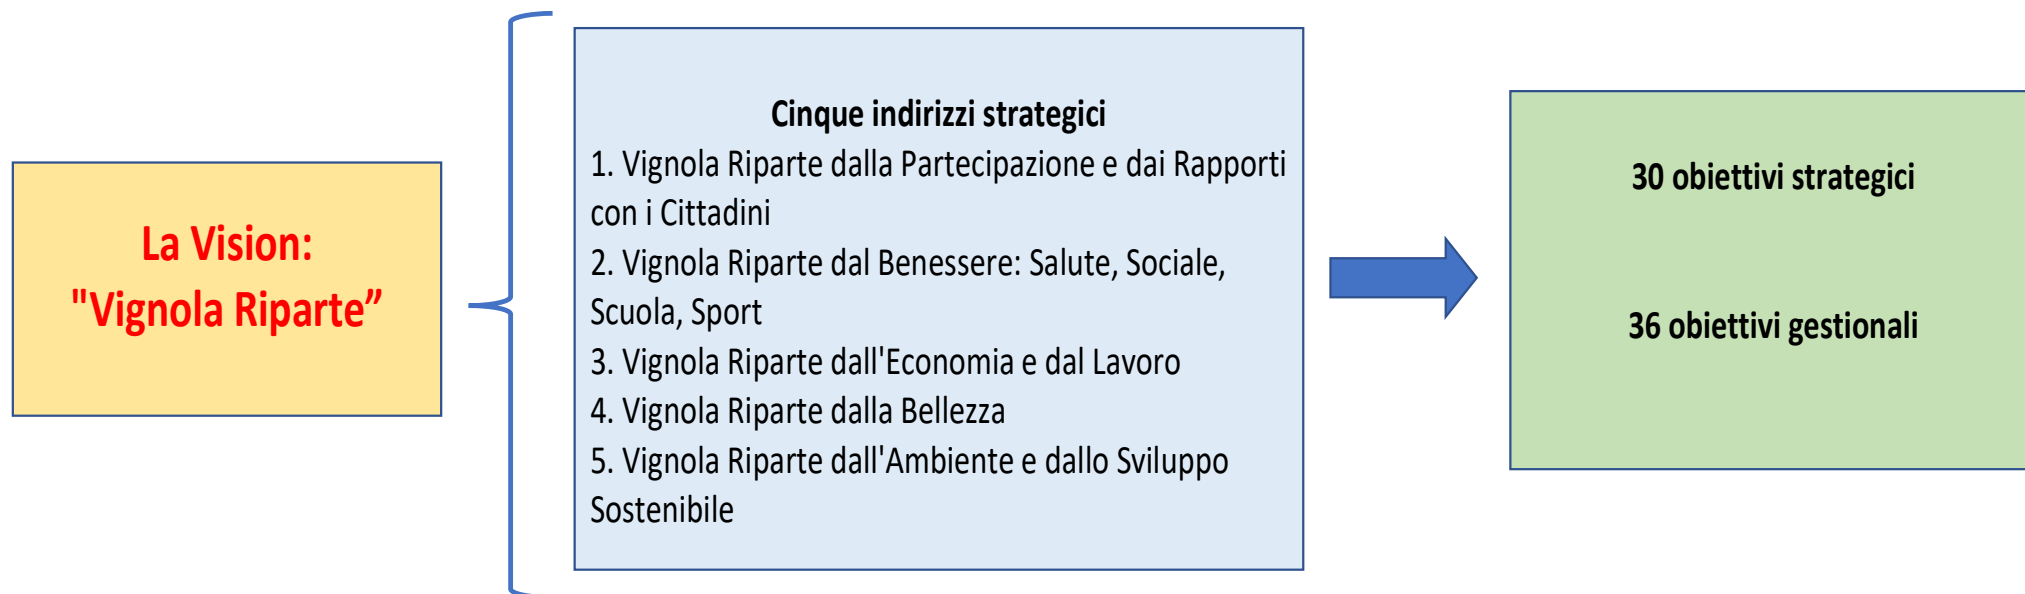 La Vision:
"Vignola Riparte”
Cinque indirizzi strategici
1. Vignola Riparte dalla Partecipazione e dai Rapporti
con i Cittadini
2. Vignola Riparte dal Benessere: Salute, Sociale,
Scuola, Sport
3. Vignola Riparte dall'Economia e dal Lavoro
4. Vignola Riparte dalla Bellezza
5. Vignola Riparte dall'Ambiente e dallo Sviluppo
Sostenibile
30 obiettivi strategici
36 obiettivi gestionali